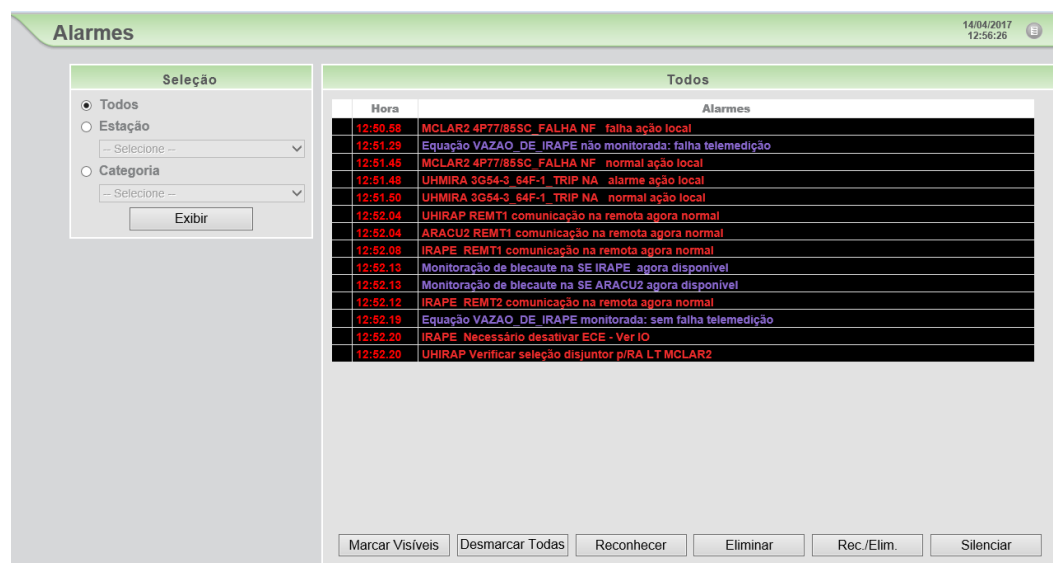 Alarmes
14/04/2017
12:56:26
Seleção
Todos
Estação
-- Selecione --
Categoria
-- Selecione --
Exibir
Todos
Hora Alarmes
12:50.58 MCLAR2 4P77/85SC_FALHA NF falha ação local
12:51.29 Equação VAZAO_DE_IRAPE não monitorada: falha telemedição
12:51.45 MCLAR2 4P77/85SC_FALHA NF normal ação local
12:51.48 UHMIRA 3G54-3_64F-1_TRIP NA alarme ação local
12:51.50 UHMIRA 3G54-3_64F-1_TRIP NA normal ação local
12:52.04 UHIRAP REMT1 comunicação na remota agora normal
12:52.04 ARACU2 REMT1 comunicação na remota agora normal
12:52.08 IRAPE REMT1 comunicação na remota agora normal
12:52.13 Monitoração de blecaute na SE IRAPE agora disponível
12:52.13 Monitoração de blecaute na SE ARACU2 agora disponível
12:52.12 IRAPE REMT2 comunicação na remota agora normal
12:52.19 Equação VAZAO_DE_IRAPE monitorada: sem falha telemedição
12:52.20 IRAPE Necessário desativar ECE - Ver IO
12:52.20 UHIRAP Verificar seleção disjuntor p/RA LT MCLAR2
Marcar Visíveis Desmarcar Todas Reconhecer Eliminar Rec./Elim. Silenciar